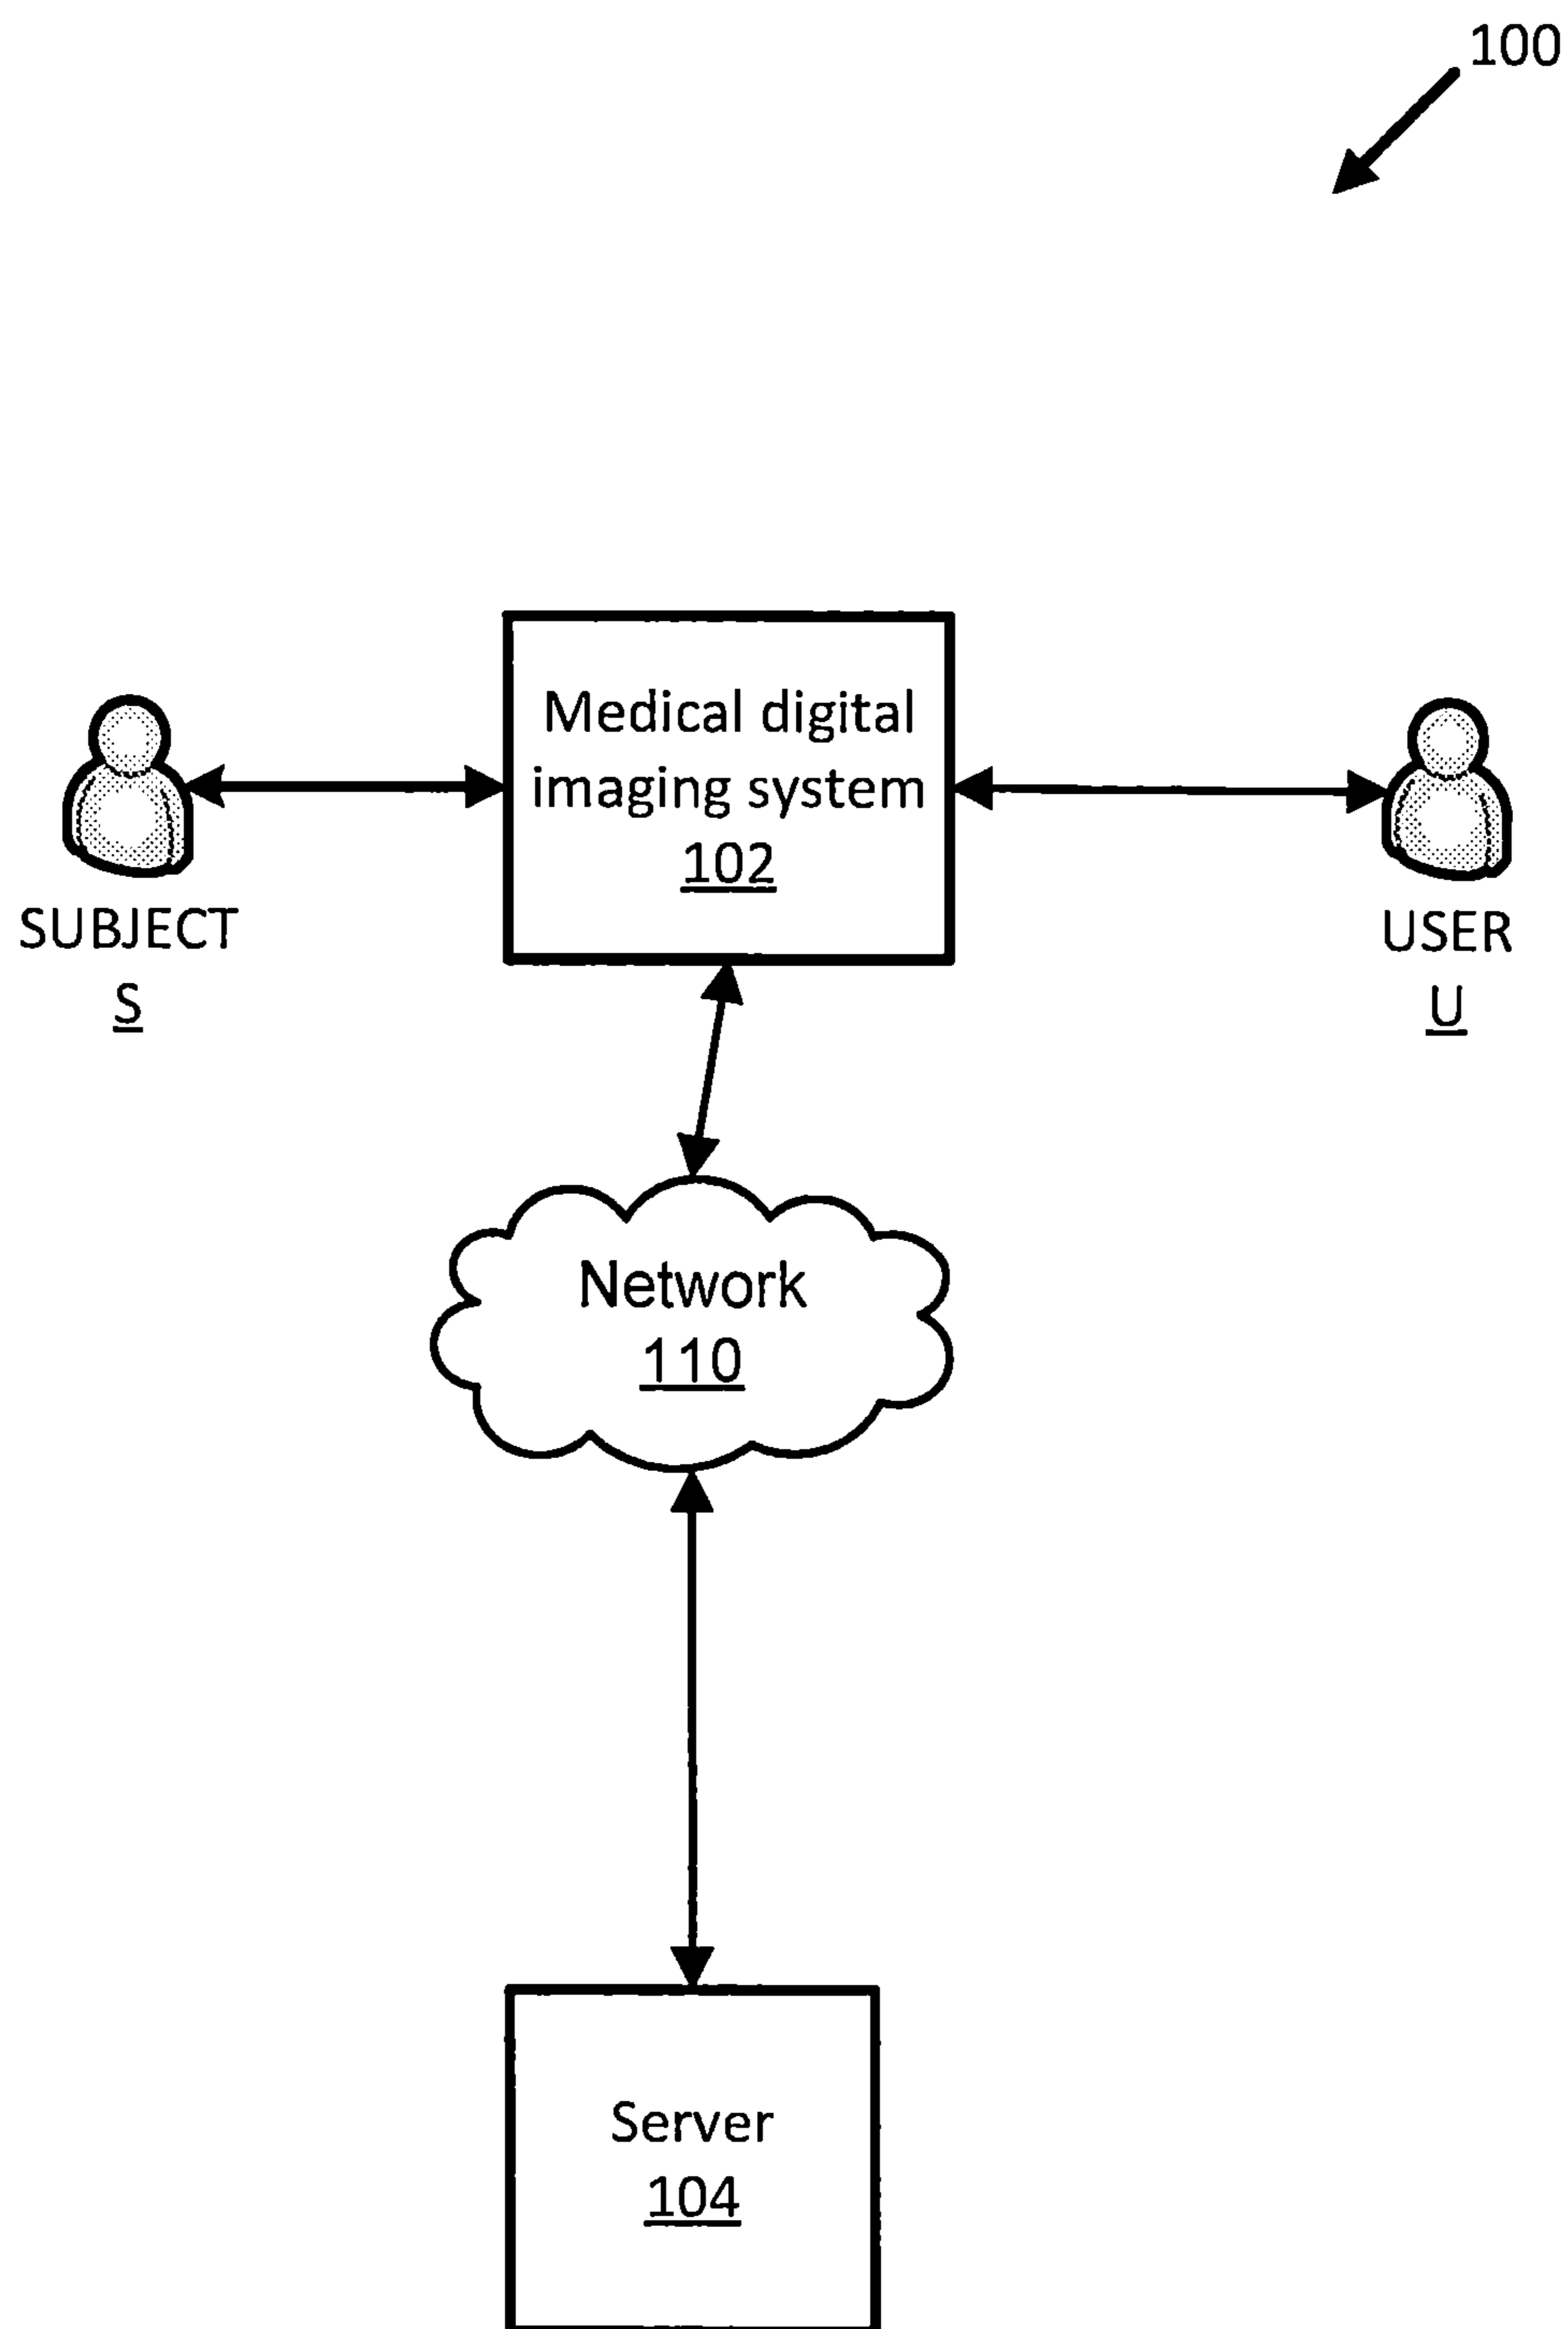 100
Medical digital
imaging system
102
SUBJECT
S
USER
U
Network
110
Server
104